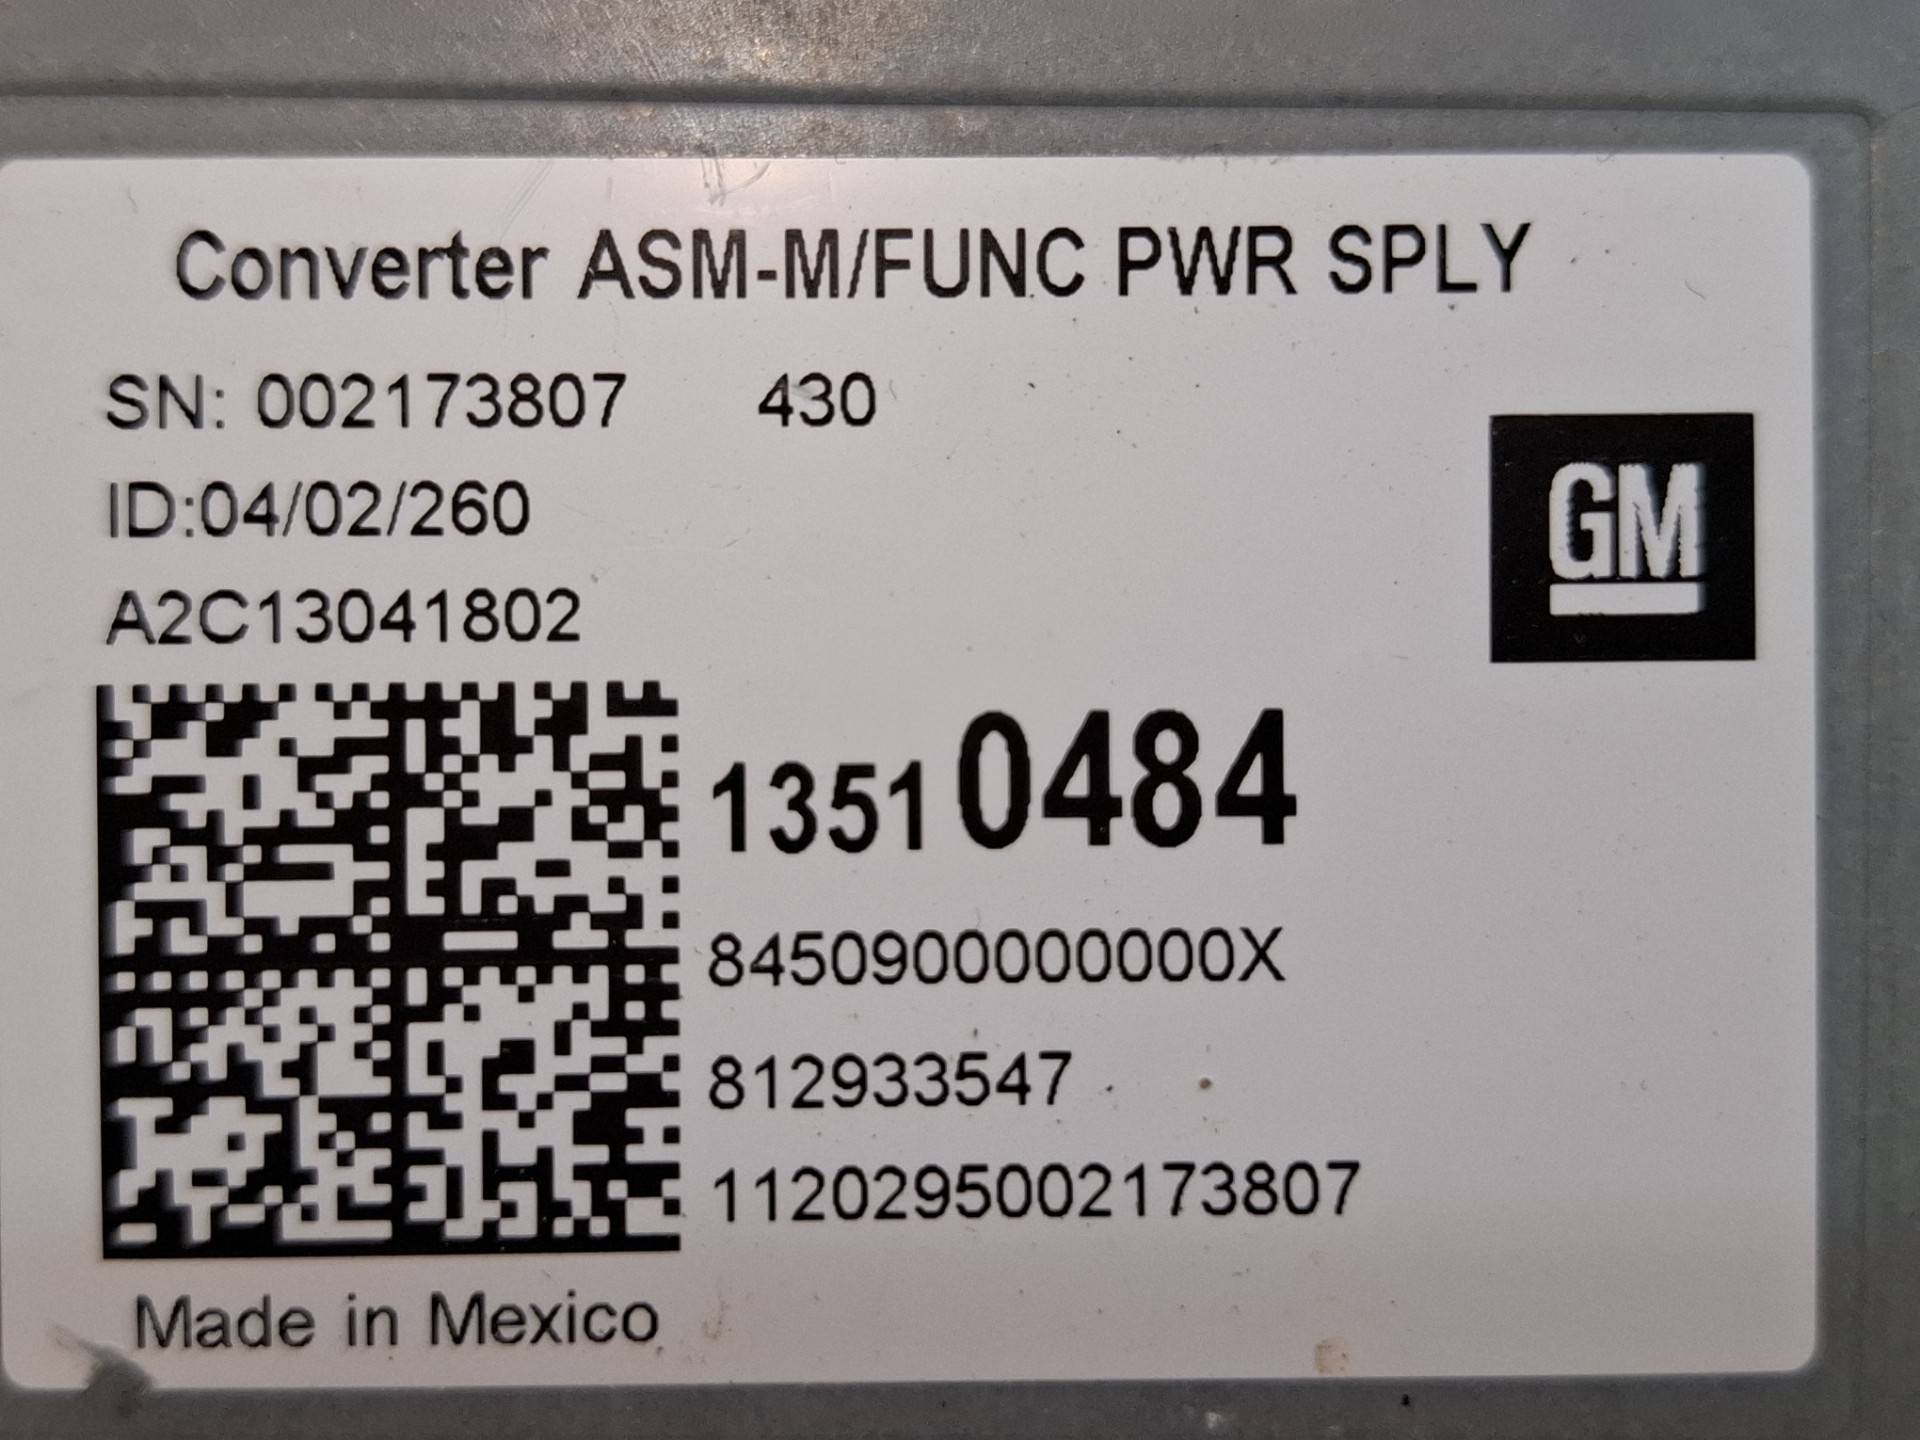 Converter ASM-M/FUNC PWR SPLY
SN: 002173807 430
ID:04/02/260
A2C13041802
GM
13510484
8450900000000X
812933547
1120295002173807
Made in Mexico